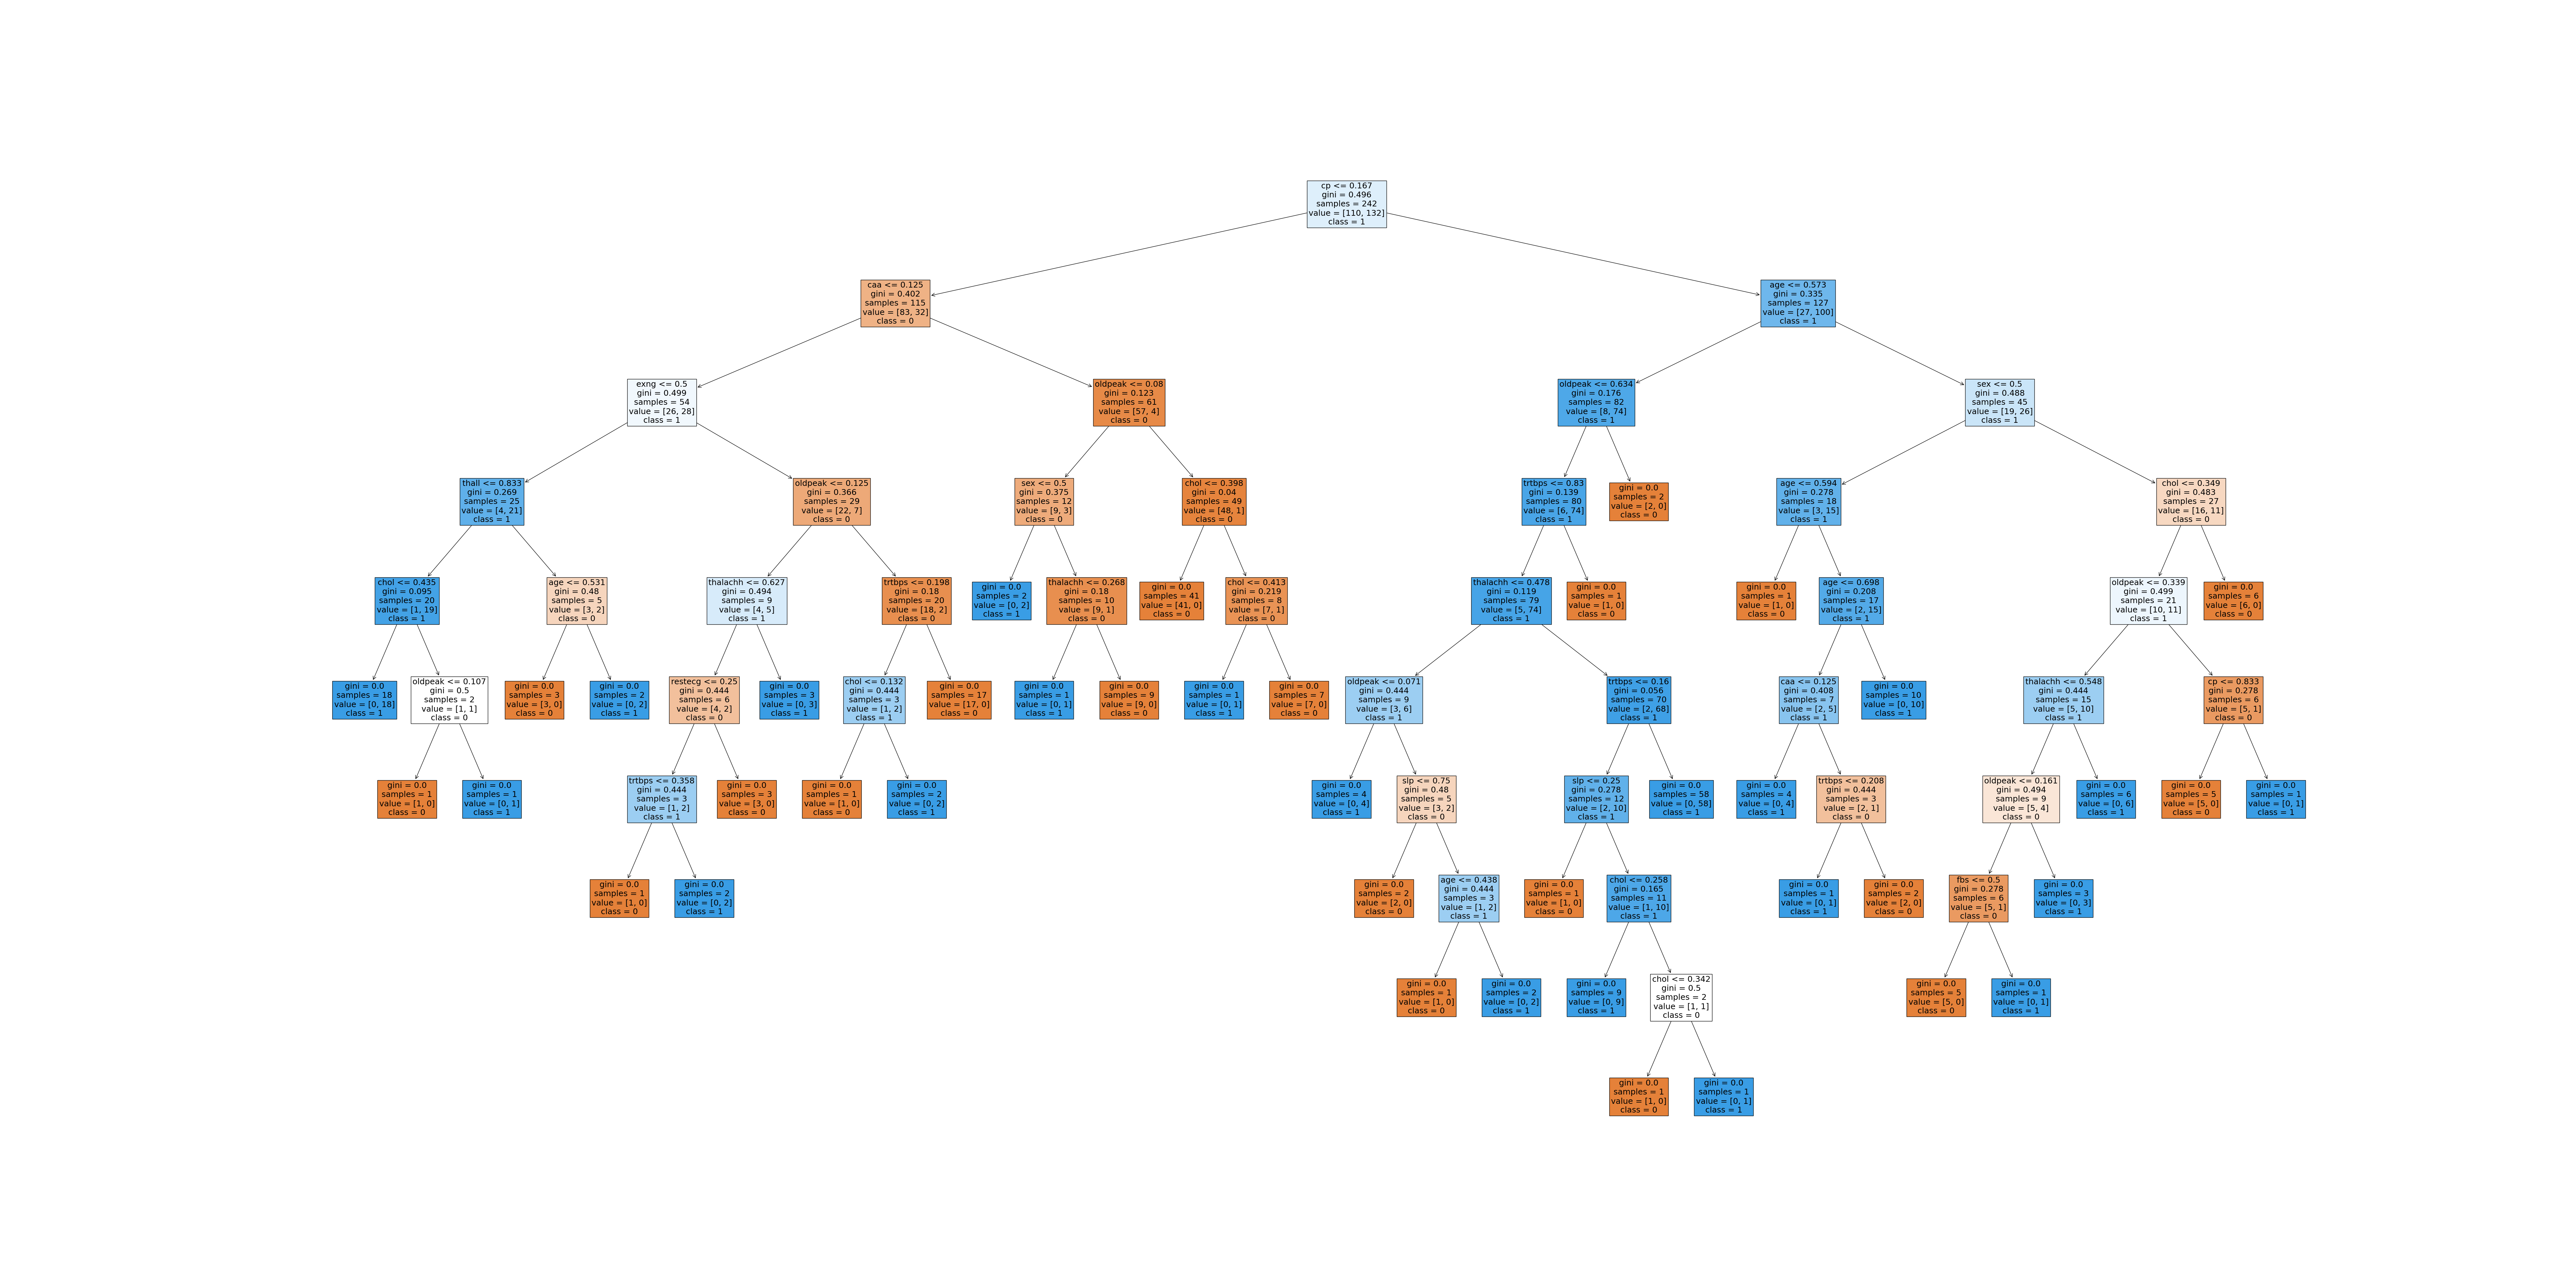 cp <= 0.167
gini = 0.496
samples = 242
value = [110, 132]
class = 1
caa <= 0.125
gini = 0.402
samples = 115
value = [83, 32]
class = 0
age <= 0.573
gini = 0.335
samples = 127
value = [27, 100]
class = 1
exng <= 0.5
gini = 0.499
samples = 54
value = [26, 28]
class = 1
oldpeak <= 0.08
gini = 0.123
samples = 61
value = [57, 4]
class = 0
oldpeak <= 0.634
gini = 0.176
samples = 82
value = [8, 74]
class = 1
sex <= 0.5
gini = 0.488
samples = 45
value = [19, 26]
class = 1
thall <= 0.833
gini = 0.269
samples = 25
value = [4, 21]
class = 1
oldpeak <= 0.125
gini = 0.366
samples = 29
value = [22, 7]
class = 0
sex <= 0.5
gini = 0.375
samples = 12
value = [9, 3]
class = 0
chol <= 0.398
gini = 0.04
samples = 49
value = [48, 1]
class = 0
trtbps <= 0.83
gini = 0.139
samples = 80
value = [6, 74]
class = 1
gini = 0.0
samples = 2
value = [2, 0]
class = 0
age <= 0.594
gini = 0.278
samples = 18
value = [3, 15]
class = 1
chol <= 0.349
gini = 0.483
samples = 27
value = [16, 11]
class = 0
chol <= 0.435
gini = 0.095
samples = 20
value = [1, 19]
class = 1
age <= 0.531
gini = 0.48
samples = 5
value = [3, 2]
class = 0
thalachh <= 0.627
gini = 0.494
samples = 9
value = [4, 5]
class = 1
trtbps <= 0.198
gini = 0.18
samples = 20
value = [18, 2]
class = 0
gini = 0.0
samples = 2
value = [0, 2]
class = 1
thalachh <= 0.268
gini = 0.18
samples = 10
value = [9, 1]
class = 0
gini = 0.0
samples = 41
value = [41, 0]
class = 0
chol <= 0.413
gini = 0.219
samples = 8
value = [7, 1]
class = 0
thalachh <= 0.478
gini = 0.119
samples = 79
value = [5, 74]
class = 1
gini = 0.0
samples = 1
value = [1, 0]
class = 0
gini = 0.0
samples = 1
value = [1, 0]
class = 0
age <= 0.698
gini = 0.208
samples = 17
value = [2, 15]
class = 1
oldpeak <= 0.339
gini = 0.499
samples = 21
value = [10, 11]
class = 1
gini = 0.0
samples = 6
value = [6, 0]
class = 0
gini = 0.0
samples = 18
value = [0, 18]
class = 1
oldpeak <= 0.107
gini = 0.5
samples = 2
value = [1, 1]
class = 0
gini = 0.0
samples = 3
value = [3, 0]
class = 0
gini = 0.0
samples = 2
value = [0, 2]
class = 1
restecg <= 0.25
gini = 0.444
samples = 6
value = [4, 2]
class = 0
gini = 0.0
samples = 3
value = [0, 3]
class = 1
chol <= 0.132
gini = 0.444
samples = 3
value = [1, 2]
class = 1
gini = 0.0
samples = 17
value = [17, 0]
class = 0
gini = 0.0
samples = 1
value = [0, 1]
class = 1
gini = 0.0
samples = 9
value = [9, 0]
class = 0
gini = 0.0
samples = 1
value = [0, 1]
class = 1
gini = 0.0
samples = 7
value = [7, 0]
class = 0
oldpeak <= 0.071
gini = 0.444
samples = 9
value = [3, 6]
class = 1
trtbps <= 0.16
gini = 0.056
samples = 70
value = [2, 68]
class = 1
caa <= 0.125
gini = 0.408
samples = 7
value = [2, 5]
class = 1
gini = 0.0
samples = 10
value = [0, 10]
class = 1
thalachh <= 0.548
gini = 0.444
samples = 15
value = [5, 10]
class = 1
cp <= 0.833
gini = 0.278
samples = 6
value = [5, 1]
class = 0
gini = 0.0
samples = 1
value = [1, 0]
class = 0
gini = 0.0
samples = 1
value = [0, 1]
class = 1
trtbps <= 0.358
gini = 0.444
samples = 3
value = [1, 2]
class = 1
gini = 0.0
samples = 3
value = [3, 0]
class = 0
gini = 0.0
samples = 1
value = [1, 0]
class = 0
gini = 0.0
samples = 2
value = [0, 2]
class = 1
gini = 0.0
samples = 4
value = [0, 4]
class = 1
slp <= 0.75
gini = 0.48
samples = 5
value = [3, 2]
class = 0
slp <= 0.25
gini = 0.278
samples = 12
value = [2, 10]
class = 1
gini = 0.0
samples = 58
value = [0, 58]
class = 1
gini = 0.0
samples = 4
value = [0, 4]
class = 1
trtbps <= 0.208
gini = 0.444
samples = 3
value = [2, 1]
class = 0
oldpeak <= 0.161
gini = 0.494
samples = 9
value = [5, 4]
class = 0
gini = 0.0
samples = 6
value = [0, 6]
class = 1
gini = 0.0
samples = 5
value = [5, 0]
class = 0
gini = 0.0
samples = 1
value = [0, 1]
class = 1
gini = 0.0
samples = 1
value = [1, 0]
class = 0
gini = 0.0
samples = 2
value = [0, 2]
class = 1
gini = 0.0
samples = 2
value = [2, 0]
class = 0
age <= 0.438
gini = 0.444
samples = 3
value = [1, 2]
class = 1
gini = 0.0
samples = 1
value = [1, 0]
class = 0
chol <= 0.258
gini = 0.165
samples = 11
value = [1, 10]
class = 1
gini = 0.0
samples = 1
value = [0, 1]
class = 1
gini = 0.0
samples = 2
value = [2, 0]
class = 0
fbs <= 0.5
gini = 0.278
samples = 6
value = [5, 1]
class = 0
gini = 0.0
samples = 3
value = [0, 3]
class = 1
gini = 0.0
samples = 1
value = [1, 0]
class = 0
gini = 0.0
samples = 2
value = [0, 2]
class = 1
gini = 0.0
samples = 9
value = [0, 9]
class = 1
chol <= 0.342
gini = 0.5
samples = 2
value = [1, 1]
class = 0
gini = 0.0
samples = 5
value = [5, 0]
class = 0
gini = 0.0
samples = 1
value = [0, 1]
class = 1
gini = 0.0
samples = 1
value = [1, 0]
class = 0
gini = 0.0
samples = 1
value = [0, 1]
class = 1